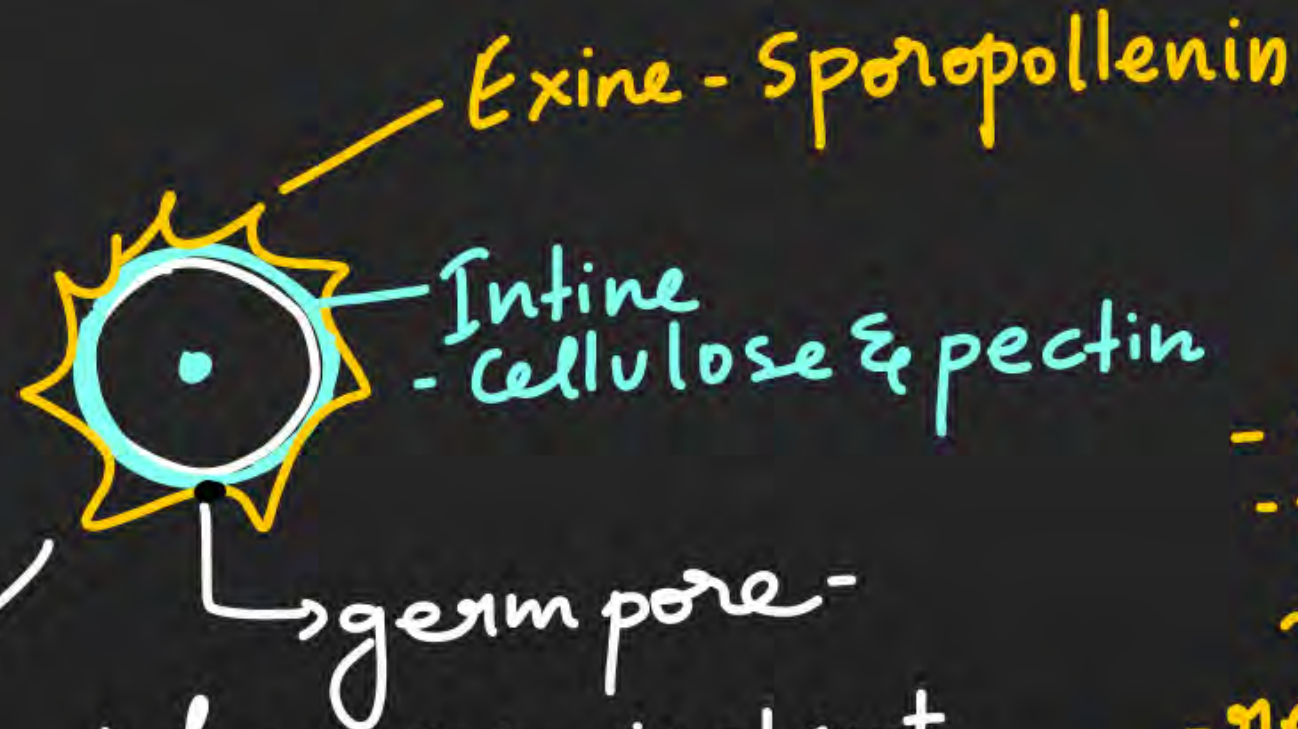 Exine - Sporopollenin
Intine
- Cellulose & pectin
germ pore -